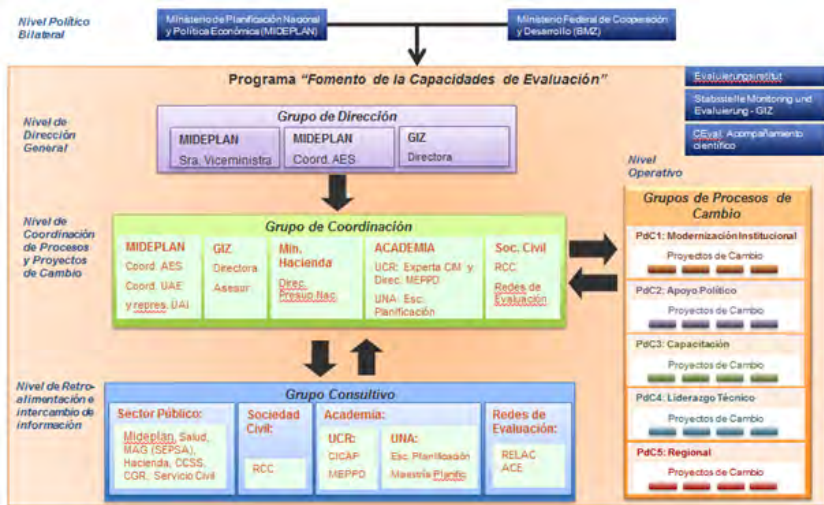 Nivel Político
Bilateral
Ministerio de Planificación Nacional
y Política Económica (MIDEPLAN)
Ministerio Federal de Cooperación
y Desarrollo (BMZ)
Programa "Fomento de la Capacidades de Evaluación"
Evaluierungsinstitut
Stabsstelle Monitoring und
Evaluierung - GIZ
CEval: Acompañamiento
científico
Nivel de
Dirección
General
Grupo de Dirección
MIDEPLAN
Sra. Viceministra
MIDEPLAN
Coord. AES
GIZ
Directora
Nivel de
Coordinación
de Procesos
y Proyectos
de Cambio
Grupo de Coordinación
MIDEPLAN
Coord. AES
Coord. UAE
y repres. UAI
GIZ
Directora
Asesor
Min.
Hacienda
Direc.
Presup Nac.
ACADEMIA
UCR: Experta CIM y
Direc. MEPPD
UNA: Esc.
Planificación
Soc. Civil
RCC
Redes de
Evaluación
Nivel
Operativo
Grupos de Procesos de
Cambio
PdC1: Modernización Institucional
Proyectos de Cambio
PdC2: Apoyo Político
Proyectos de Cambio
PdC3: Capacitación
Proyectos de Cambio
PdC4: Liderazgo Técnico
Proyectos de Cambio
PdC5: Regional
Proyectos de Cambio
Nivel de Retro-
alimentación e
intercambio de
información
Grupo Consultivo
Sector Público:
Mideplan, Salud,
MAG (SEPSA),
Hacienda, CCSS,
CGR, Servicio Civil
Sociedad
Civil:
RCC
Academia:
UCR:
CICAP
MEPPD
UNA:
Esc. Planificación
Maestría Planific
Redes de
Evaluación:
RELAC
ACE